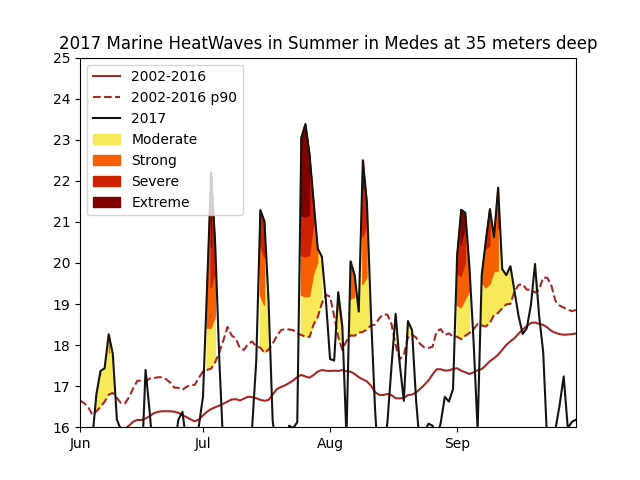 2017 Marine HeatWaves in Summer in Medes at 35 meters deep
25
24
23
22
21
20
19
18
17
16
2002-2016
2002-2016 p90
2017
Moderate
Strong
Severe
Extreme
Jun
Jul
Aug
Sep